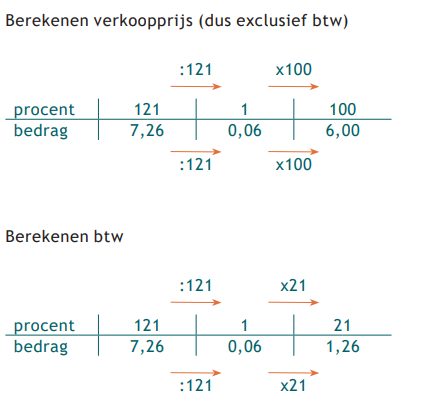 Berekenen verkoopprijs (dus exclusief btw)
:121 x100
procent 121 1 100
bedrag 7,26 0,06 6,00
:121 x100
Berekenen btw
:121 x21
procent 121 1 21
bedrag 7,26 0,06 1,26
:121 x21